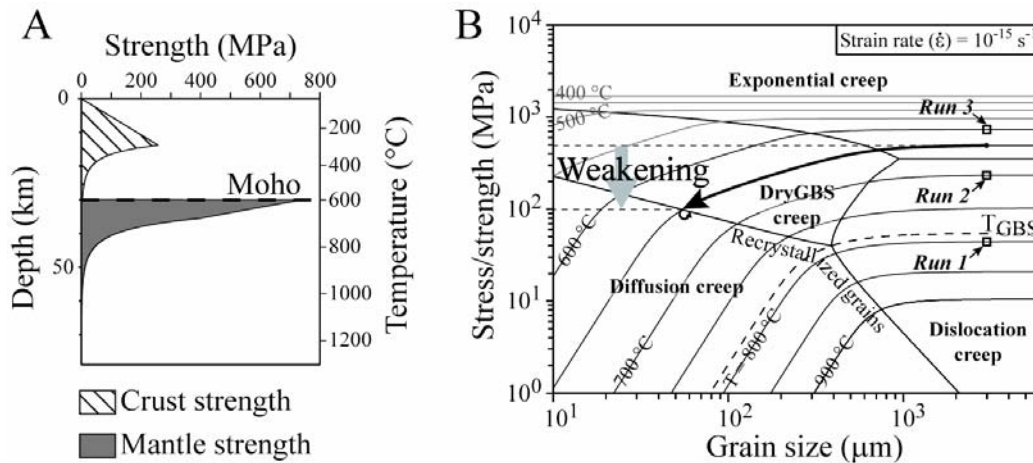 A
Strength (MPa)
0 200 400 600 800
0
50
Depth (km)
Moho
200
300
600
800
1000
1200
Temperature (°C)
Crust strength
Mantle strength
B
Strain rate (ε̇) = 10⁻¹⁵ s⁻¹
10⁴
10³
10²
10¹
10⁰
Stress/strength (MPa)
Exponential creep
400 °C
500 °C
Run 3
Weakening
DryGBS
creep
Run 2
T_GBS
600 °C
Recrystallized grains
Run 1
Diffusion creep
700 °C
T = 800 °C
900 °C
Dislocation
creep
10¹ 10² 10³
Grain size (μm)